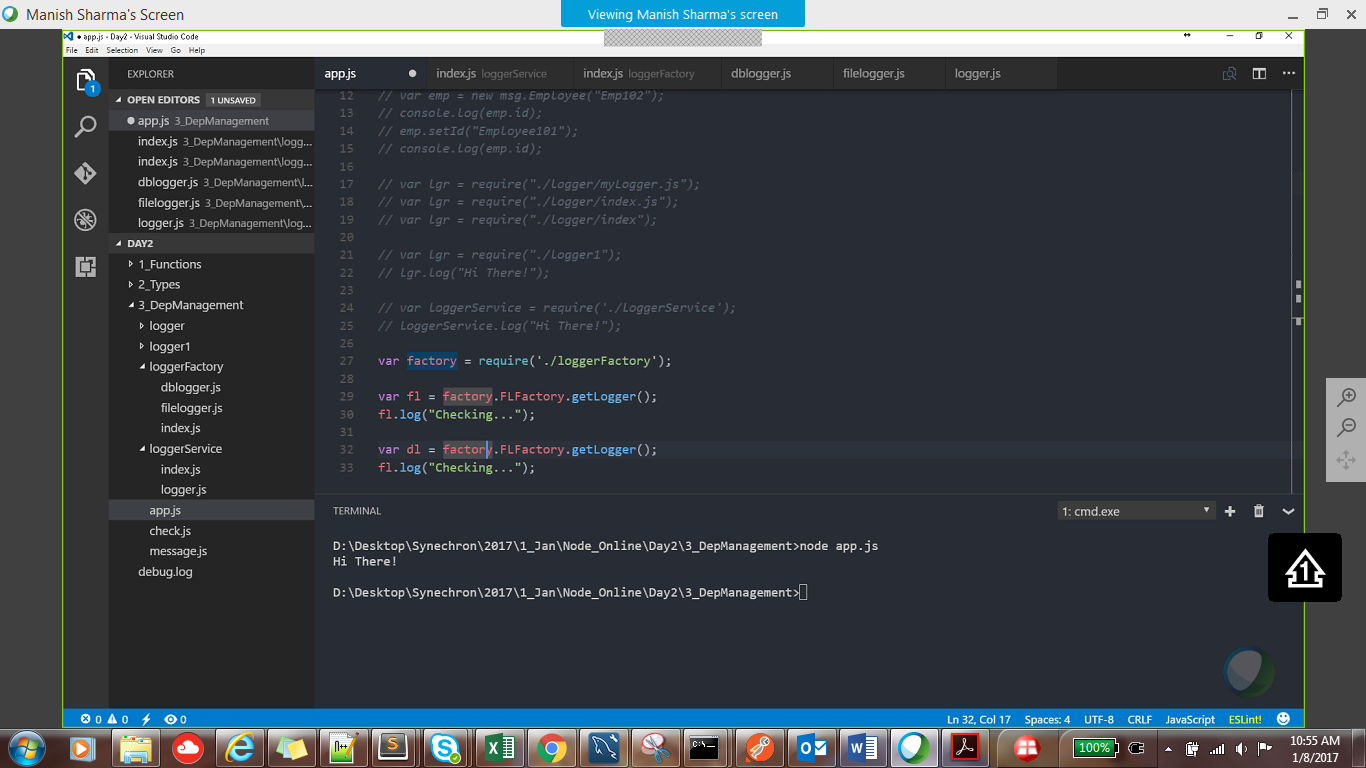 Manish Sharma's Screen
Viewing Manish Sharma's screen
● app.js - Day2 - Visual Studio Code
File Edit Selection View Go Help
EXPLORER
OPEN EDITORS 1 UNSAVED
app.js 3_DepManagement
index.js 3_DepManagement\logg...
index.js 3_DepManagement\logg...
dblogger.js 3_DepManagement\l...
filelogger.js 3_DepManagement\...
logger.js 3_DepManagement\log...
DAY2
1_Functions
2_Types
3_DepManagement
logger
logger1
loggerFactory
dblogger.js
filelogger.js
index.js
loggerService
index.js
logger.js
app.js
check.js
message.js
debug.log
1
app.js index.js loggerService index.js loggerFactory dblogger.js filelogger.js logger.js
12 // var emp = new msg.Employee("Emp102");
13 // console.log(emp.id);
14 // emp.setId("Employee101");
15 // console.log(emp.id);
16
17 // var lgr = require("./logger/myLogger.js");
18 // var lgr = require("./logger/index.js");
19 // var lgr = require("./logger/index");
20
21 // var lgr = require("./logger1");
22 // lgr.log("Hi There!");
23
24 // var loggerService = require('./loggerService');
25 // loggerService.log("Hi There!");
26
27 var factory = require('./loggerFactory');
28
29 var fl = factory.FLFactory.getLogger();
30 fl.log("Checking...");
31
32 var dl = factory.FLFactory.getLogger();
33 fl.log("Checking...");
TERMINAL
1: cmd.exe
D:\Desktop\Synechron\2017\1_Jan\Node_Online\Day2\3_DepManagement>node app.js
Hi There!
D:\Desktop\Synechron\2017\1_Jan\Node_Online\Day2\3_DepManagement>
1
0 0 0
Ln 32, Col 17 Spaces: 4 UTF-8 CRLF JavaScript ESLint!
100%
10:55 AM
1/8/2017